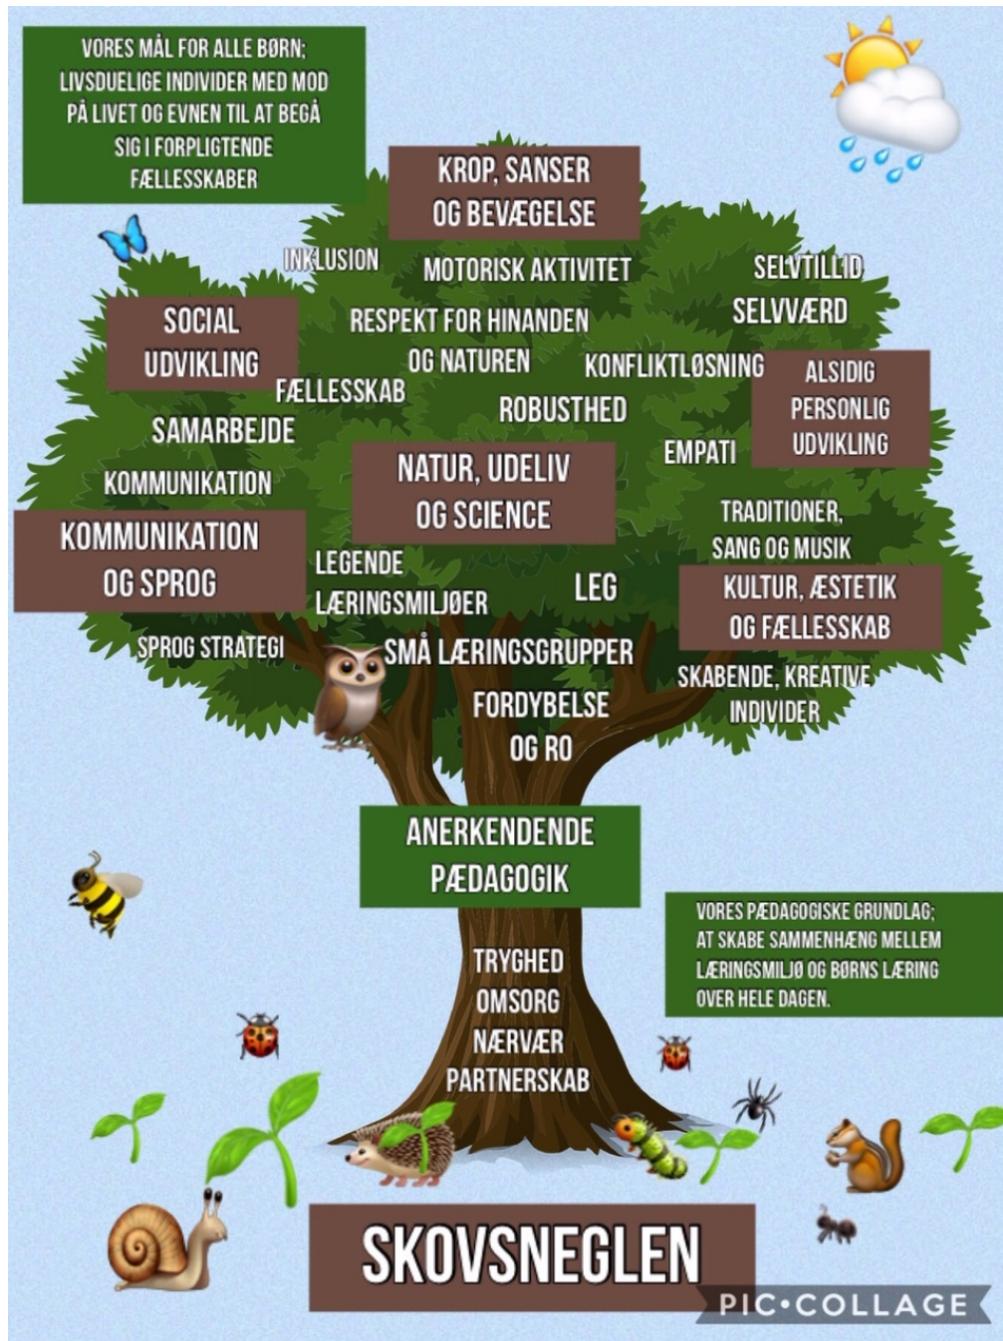 VORES MÅL FOR ALLE BØRN;
LIVSDUELIGE INDIVIDER MED MOD
PÅ LIVET OG EVNEN TIL AT BEGÅ
SIG I FORPLIGTENDE
FÆLLESSKABER
KROP, SANSER
OG BEVÆGELSE
INKLUSION
MOTORISK AKTIVITET
SELVTILLID
SELVVÆRD
SOCIAL
UDVIKLING
RESPEKT FOR HINANDEN
OG NATUREN
KONFLIKTLØSNING
ALSIDIG
PERSONLIG
UDVIKLING
FÆLLESSKAB
ROBUSTHED
SAMARBEJDE
EMPATI
KOMMUNIKATION
NATUR, UDELIV
OG SCIENCE
TRADITIONER,
SANG OG MUSIK
KOMMUNIKATION
OG SPROG
LEGENDE
LÆRINGSMILJØER
LEG
KULTUR, ÆSTETIK
OG FÆLLESSKAB
SPROG STRATEGI
SMÅ LÆRINGSGRUPPER
SKABENDE, KREATIVE
INDIVIDER
FORDYBELSE
OG RO
ANERKENDENDE
PÆDAGOGIK
VORES PÆDAGOGISKE GRUNDLAG;
AT SKABE SAMMENHÆNG MELLEM
LÆRINGSMILJØ OG BØRNS LÆRING
OVER HELE DAGEN.
TRYGHED
OMSORG
NÆRVÆR
PARTNERSKAB
SKOVSNEGLEN
PIC•COLLAGE